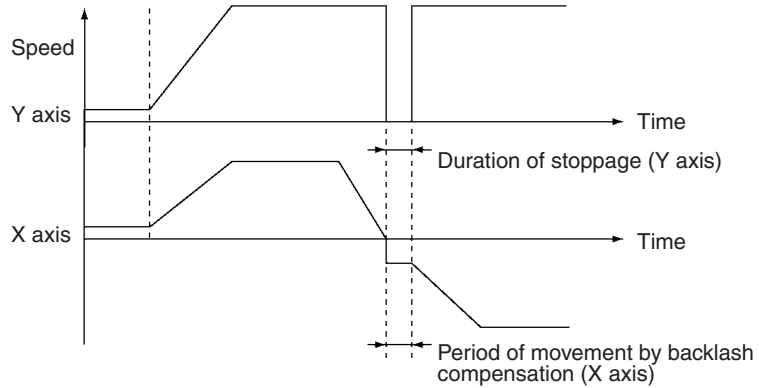 Speed
Y axis
Time
Duration of stoppage (Y axis)
X axis
Time
Period of movement by backlash
compensation (X axis)